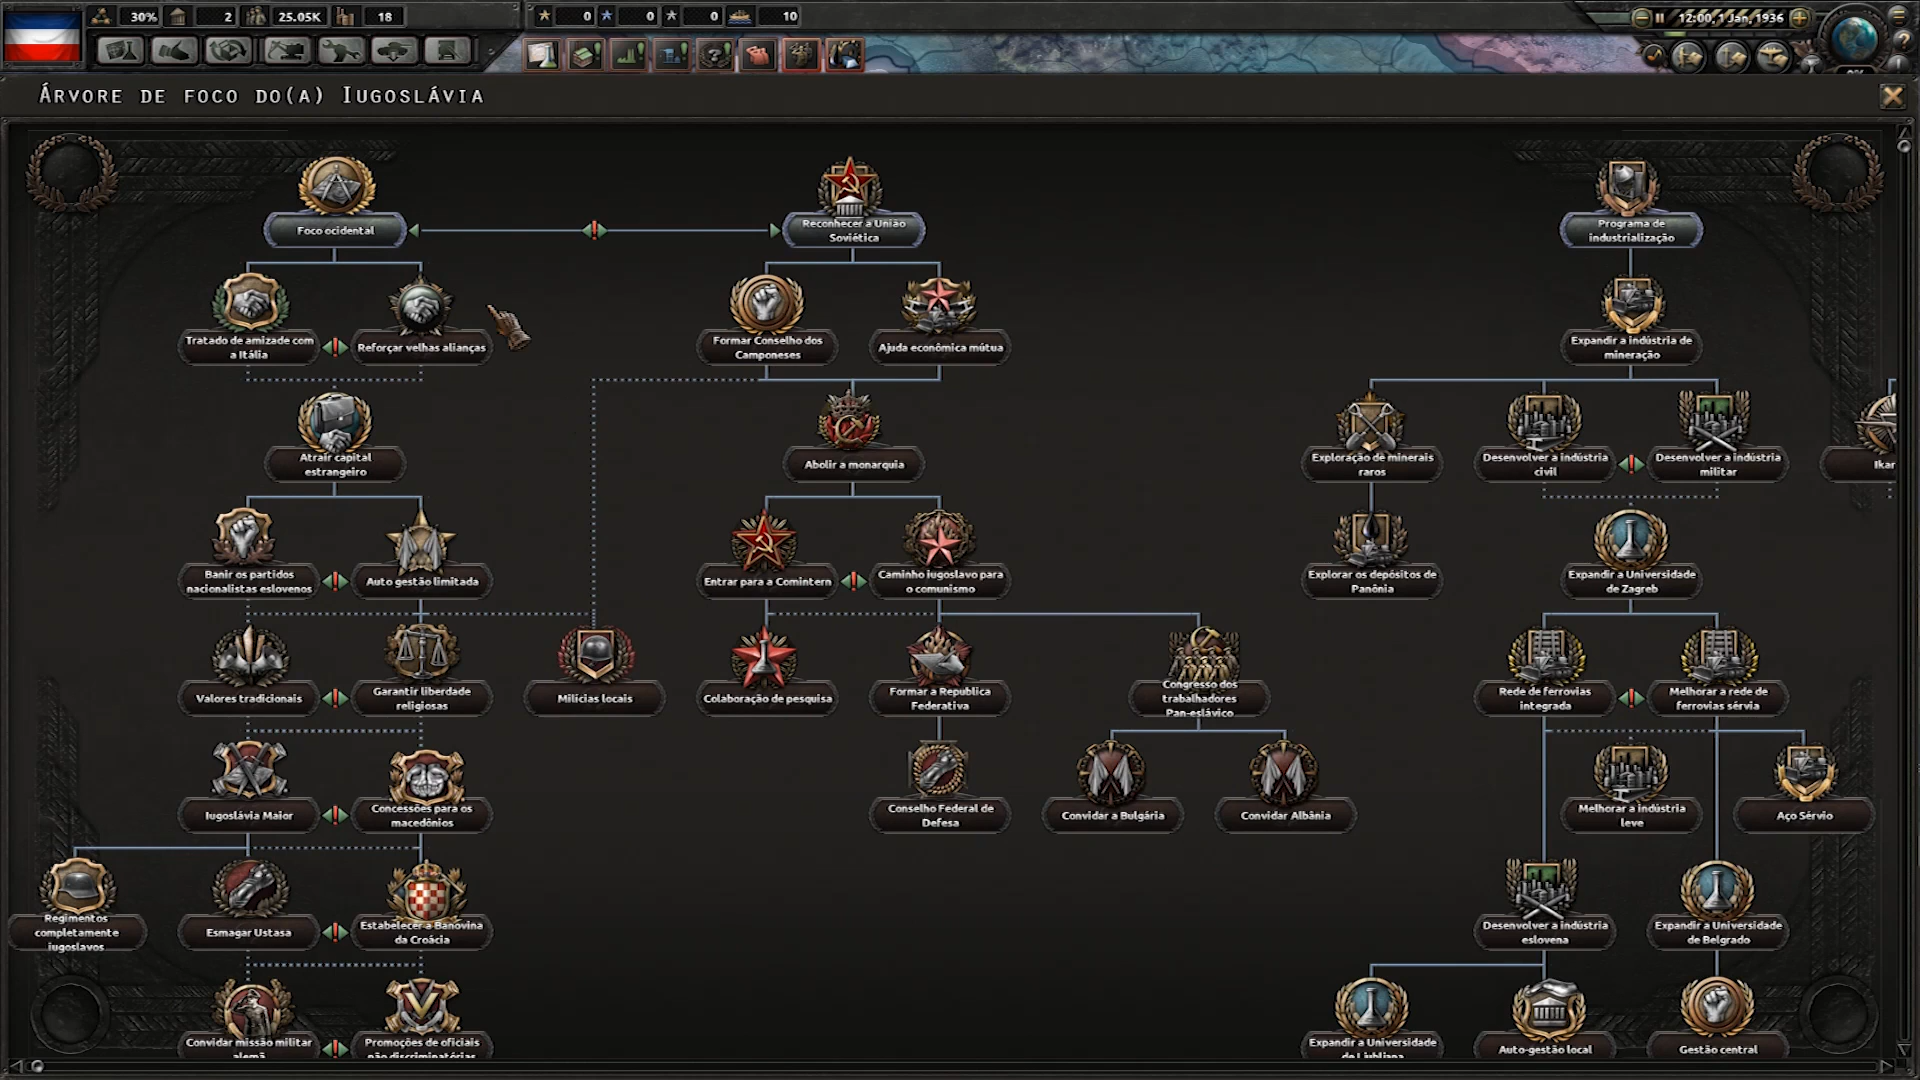 30%
2
25.05K
18
0
0
0
10
12:00, 1 Jan, 1936
Árvore de foco do(a) Iugoslávia
Foco ocidental
Reconhecer a União
Soviética
Programa de
industrialização
Tratado de amizade com
a Itália
Reforçar velhas alianças
Formar Conselho dos
Camponeses
Ajuda econômica mútua
Expandir a indústria de
mineração
Atrair capital
estrangeiro
Abolir a monarquia
Exploração de minerais
raros
Desenvolver a indústria
civil
Desenvolver a indústria
militar
Ikar
Banir os partidos
nacionalistas eslovenos
Auto gestão limitada
Entrar para a Comintern
Caminho iugoslavo para
o comunismo
Explorar os depósitos de
Panônia
Expandir a Universidade
de Zagreb
Valores tradicionais
Garantir liberdade
religiosas
Milícias locais
Colaboração de pesquisa
Formar a Republica
Federativa
Congresso dos
trabalhadores
Pan-eslávico
Rede de ferrovias
integrada
Melhorar a rede de
ferrovias sérvia
Iugoslávia Maior
Concessões para os
macedônios
Conselho Federal de
Defesa
Convidar a Bulgária
Convidar Albânia
Melhorar a indústria
leve
Aço Sérvio
Regimentos
completamente
iugoslavos
Esmagar Ustasa
Estabelecer a Banovina
da Croácia
Desenvolver a indústria
eslovena
Expandir a Universidade
de Belgrado
Convidar missão militar
alemã
Promoções de oficiais
não discriminatórias
Expandir a Universidade
de Ljubliana
Auto-gestão local
Gestão central